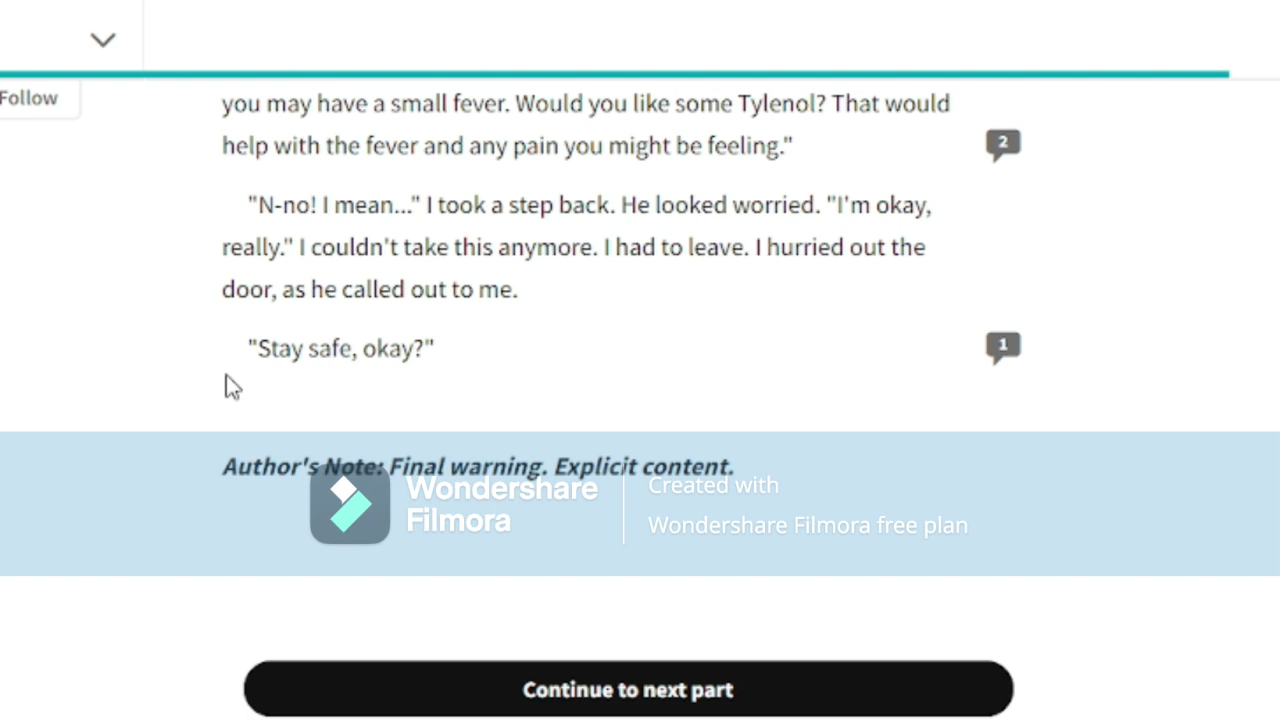 Follow
you may have a small fever. Would you like some Tylenol? That would
help with the fever and any pain you might be feeling."
2
"N-no! I mean..." I took a step back. He looked worried. "I'm okay,
really." I couldn't take this anymore. I had to leave. I hurried out the
door, as he called out to me.
"Stay safe, okay?"
1
Author's Note: Final warning. Explicit content.
Wondershare
Filmora
Created with
Wondershare Filmora free plan
Continue to next part